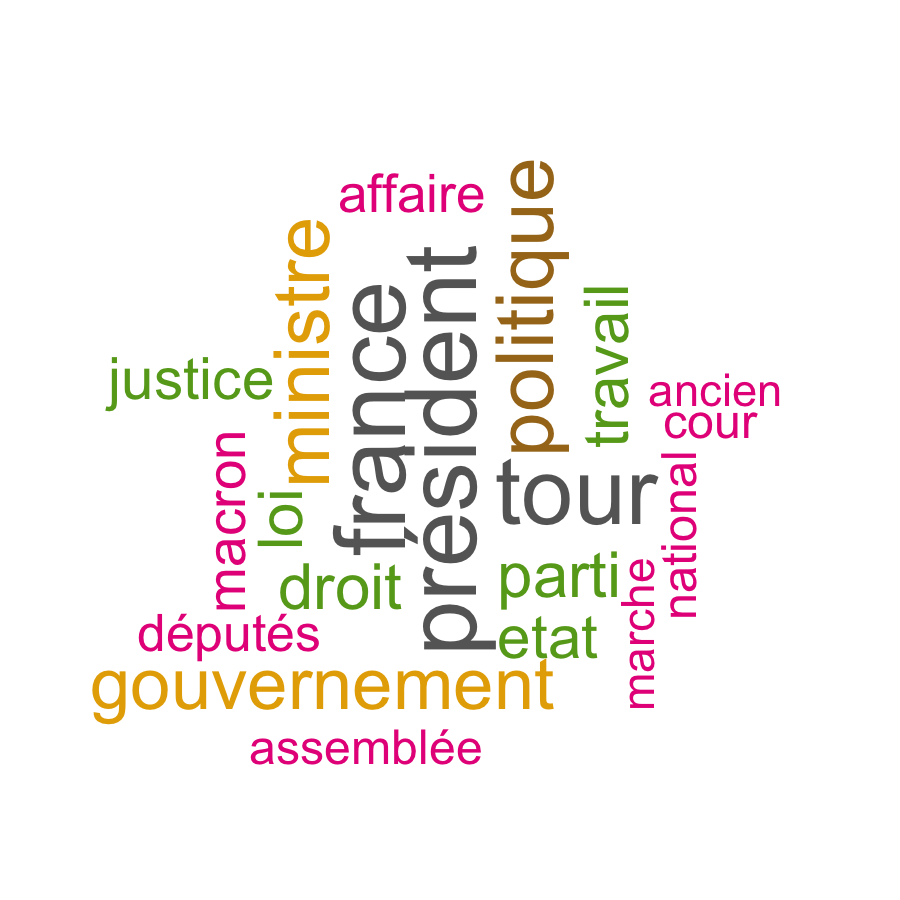 affaire
politique
ministre
président
france
travail
justice
ancien
cour
macron
loi
tour
national
droit
parti
marche
députés
etat
gouvernement
assemblée